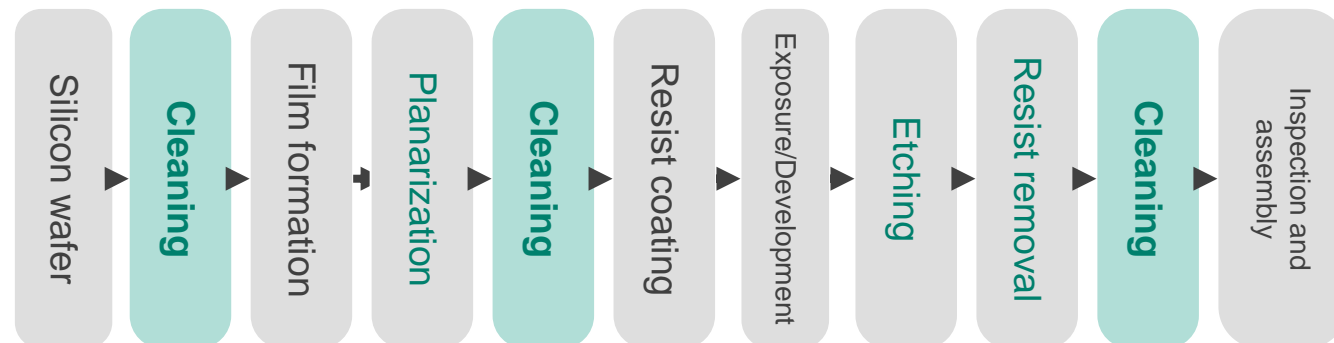 Silicon wafer
Cleaning
Film formation
Planarization
Cleaning
Resist coating
Exposure/Development
Etching
Resist removal
Cleaning
Inspection and
assembly